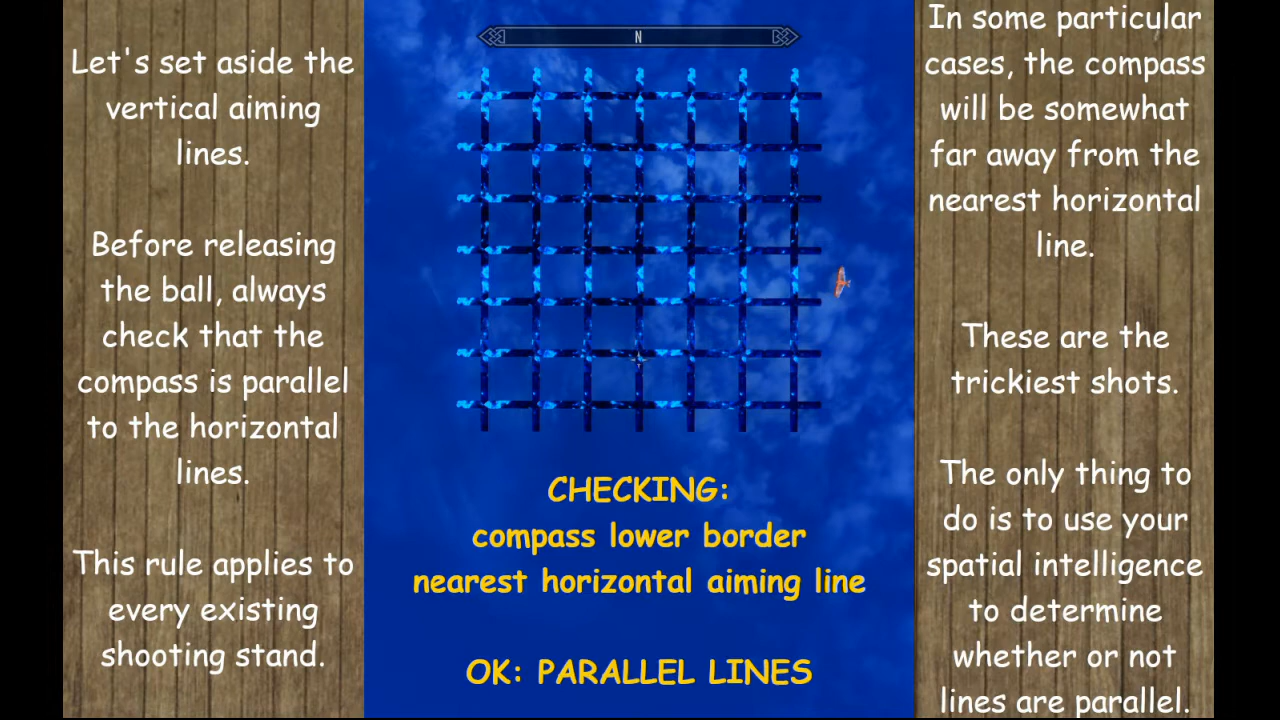 Let's set aside the
vertical aiming
lines.
Before releasing
the ball, always
check that the
compass is parallel
to the horizontal
lines.
This rule applies to
every existing
shooting stand.
N
CHECKING:
compass lower border
nearest horizontal aiming line
OK: PARALLEL LINES
In some particular
cases, the compass
will be somewhat
far away from the
nearest horizontal
line.
These are the
trickiest shots.
The only thing to
do is to use your
spatial intelligence
to determine
whether or not
lines are parallel.